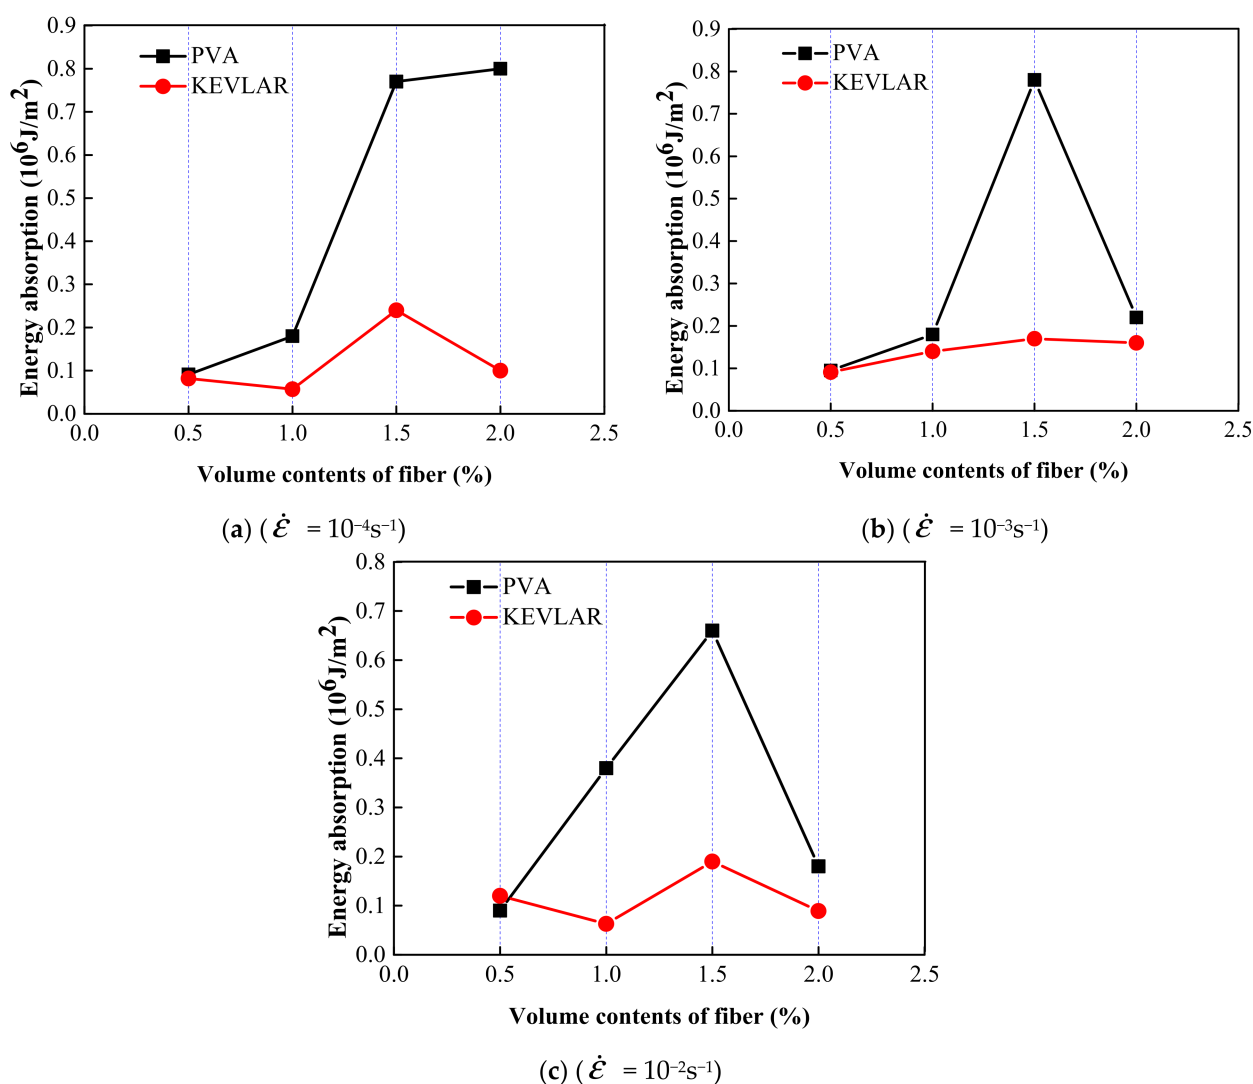 0.9
0.8
0.7
0.6
0.5
0.4
0.3
0.2
0.1
0.0
Energy absorption (10⁶J/m²)
PVA
KEVLAR
0.0 0.5 1.0 1.5 2.0 2.5
Volume contents of fiber (%)
(a) ( ε̇ = 10⁻⁴s⁻¹)
0.9
0.8
0.7
0.6
0.5
0.4
0.3
0.2
0.1
0.0
Energy absorption (10⁶J/m²)
PVA
KEVLAR
0.0 0.5 1.0 1.5 2.0 2.5
Volume contents of fiber (%)
(b) ( ε̇ = 10⁻³s⁻¹)
0.8
0.7
0.6
0.5
0.4
0.3
0.2
0.1
0.0
Energy absorption (10⁶J/m²)
PVA
KEVLAR
0.0 0.5 1.0 1.5 2.0 2.5
Volume contents of fiber (%)
(c) ( ε̇ = 10⁻²s⁻¹)